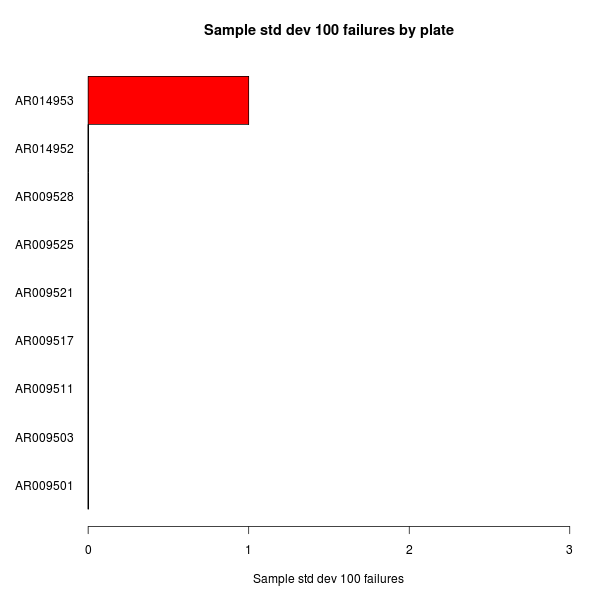 Sample std dev 100 failures by plate
AR014953
AR014952
AR009528
AR009525
AR009521
AR009517
AR009511
AR009503
AR009501
0 1 2 3
Sample std dev 100 failures